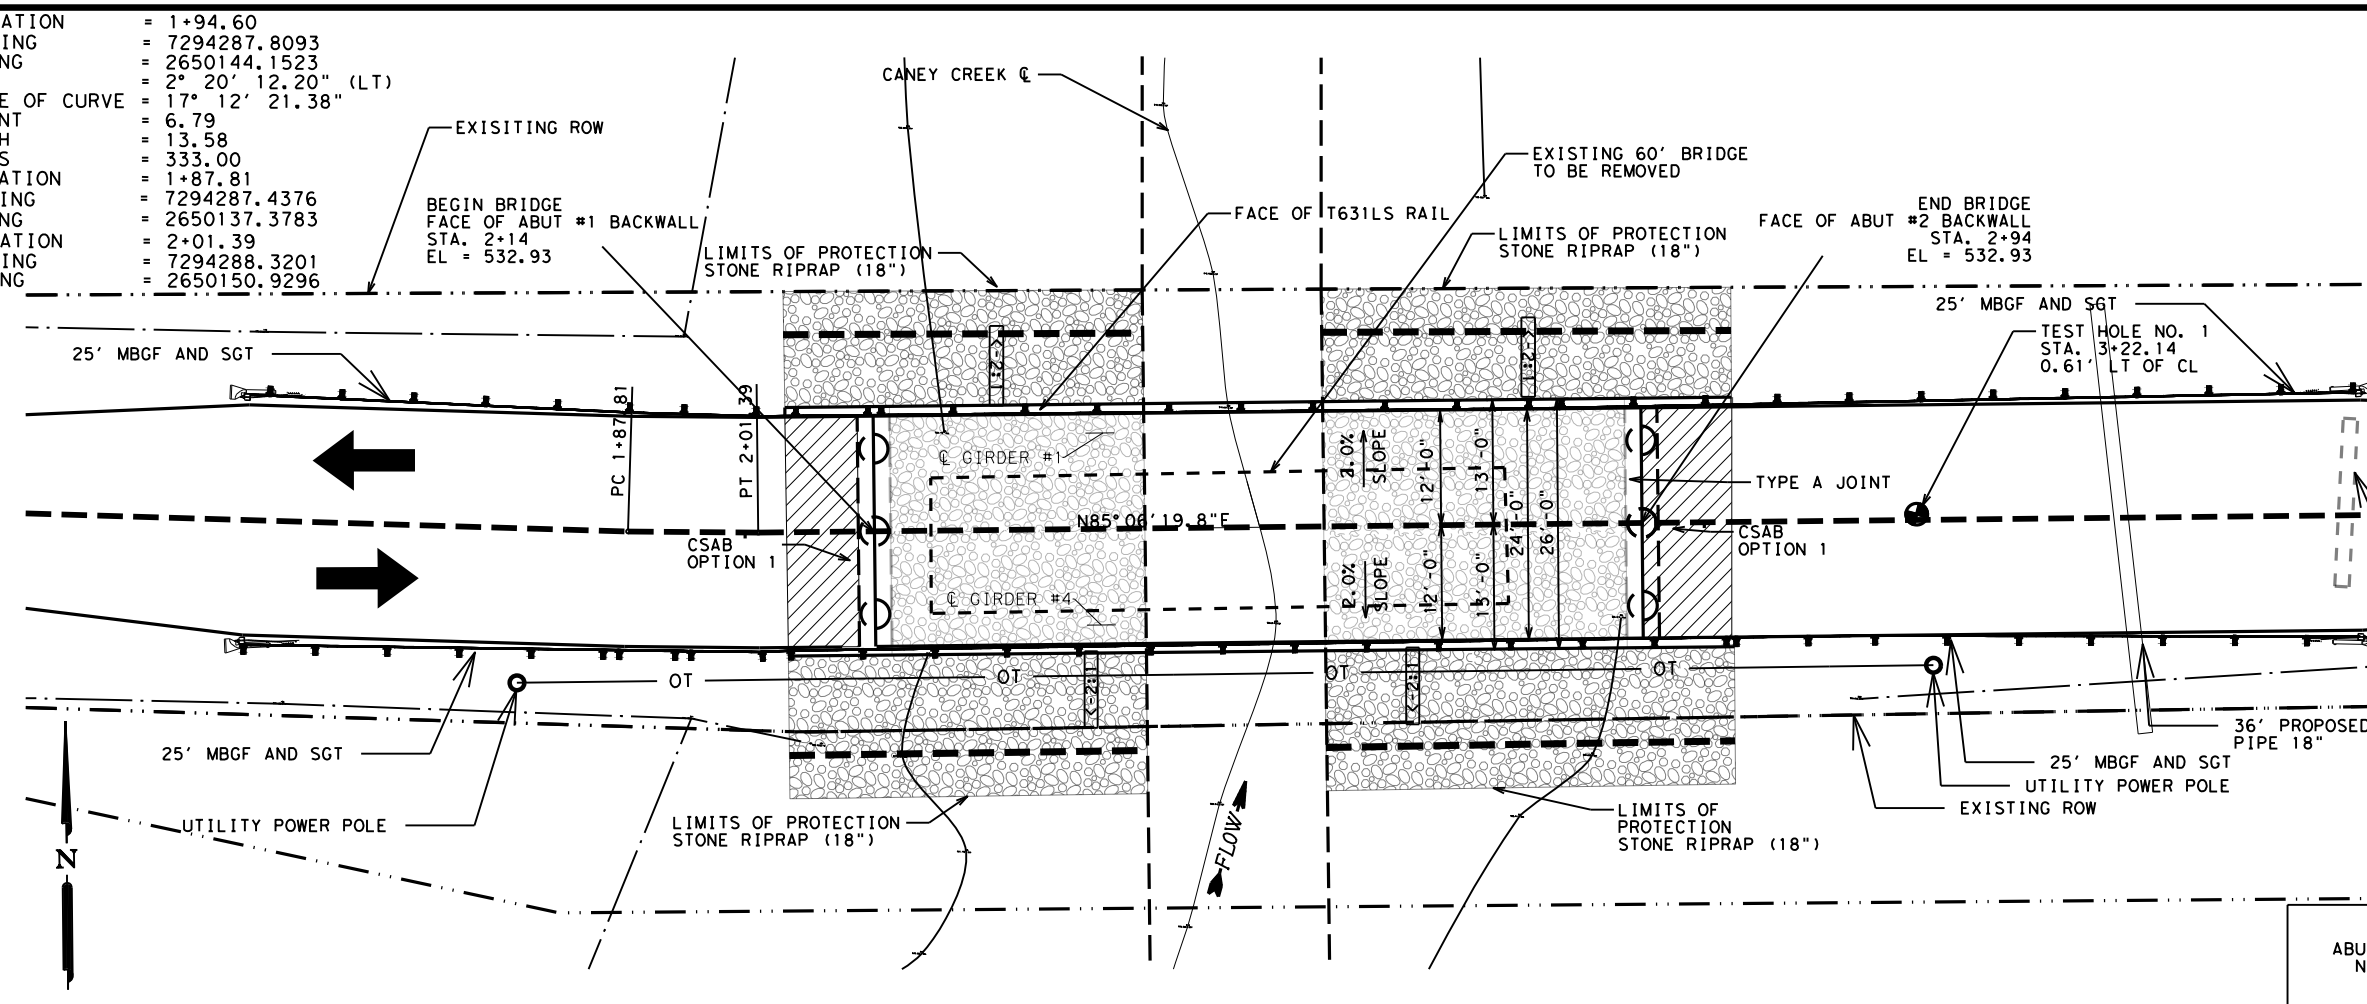 ATION = 1+94.60
ING = 7294287.8093
NG = 2650144.1523
= 2° 20' 12.20" (LT)
E OF CURVE = 17° 12' 21.38"
NT = 6.79
H = 13.58
S = 333.00
ATION = 1+87.81
ING = 7294287.4376
NG = 2650137.3783
ATION = 2+01.39
ING = 7294288.3201
NG = 2650150.9296
EXISITING ROW
CANEY CREEK ℄
EXISTING 60' BRIDGE
TO BE REMOVED
BEGIN BRIDGE
FACE OF ABUT #1 BACKWALL
STA. 2+14
EL = 532.93
FACE OF T631LS RAIL
END BRIDGE
FACE OF ABUT #2 BACKWALL
STA. 2+94
EL = 532.93
LIMITS OF PROTECTION
STONE RIPRAP (18")
LIMITS OF PROTECTION
STONE RIPRAP (18")
25' MBGF AND SGT
25' MBGF AND SGT
TEST HOLE NO. 1
STA. 3+22.14
0.61' LT OF CL
<-2:1
<-2:1
PC 1+87.81
PT 2+01.39
℄ GIRDER #1
2.0%
SLOPE
12'-0"
13'-0"
24'-0"
26'-0"
TYPE A JOINT
N85°06'19.8"E
CSAB
OPTION 1
CSAB
OPTION 1
℄ GIRDER #4
2.0%
SLOPE
12'-0"
13'-0"
<-2:1
<-2:1
OT
OT
OT
OT
25' MBGF AND SGT
36' PROPOSED
PIPE 18"
25' MBGF AND SGT
UTILITY POWER POLE
EXISTING ROW
UTILITY POWER POLE
LIMITS OF PROTECTION
STONE RIPRAP (18")
FLOW
LIMITS OF
PROTECTION
STONE RIPRAP (18")
N
ABU
N